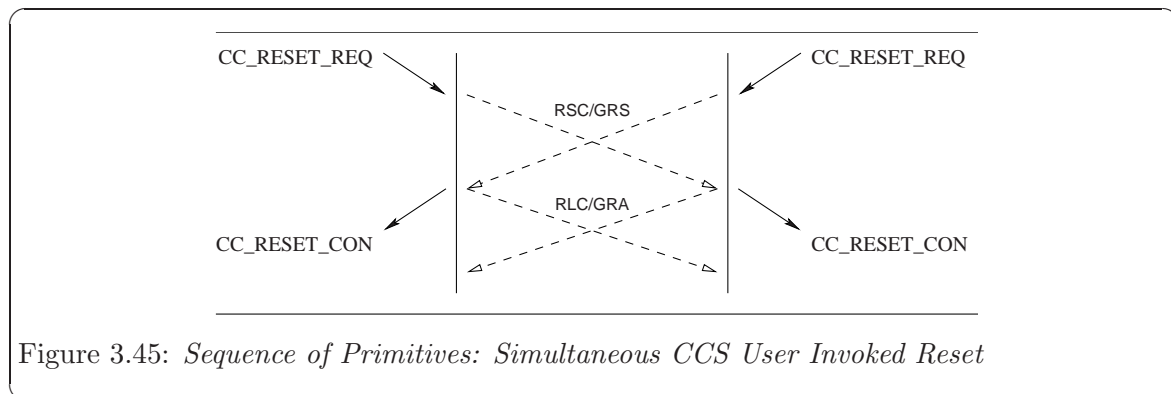 CC_RESET_REQ CC_RESET_REQ
RSC/GRS
RLC/GRA
CC_RESET_CON CC_RESET_CON
Figure 3.45: Sequence of Primitives: Simultaneous CCS User Invoked Reset